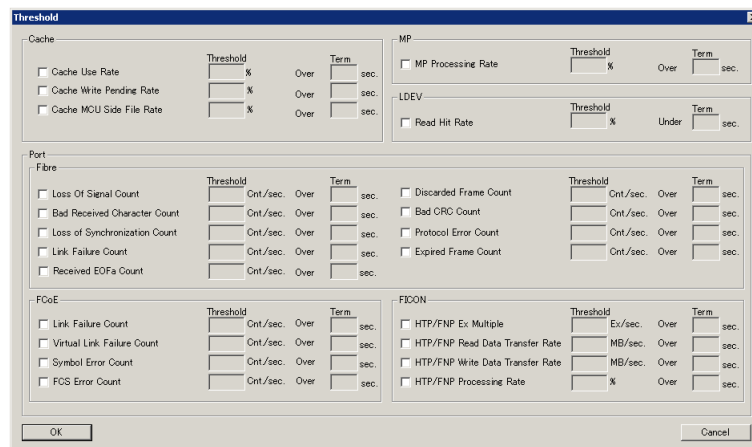 Threshold
Cache
Threshold Term
Cache Use Rate % Over sec.
Cache Write Pending Rate % Over sec.
Cache MCU Side File Rate % Over sec.
MP
Threshold Term
MP Processing Rate % Over sec.
LDEV
Threshold Term
Read Hit Rate % Under sec.
Port
Fibre
Threshold Term
Loss Of Signal Count Cnt./sec. Over sec.
Bad Received Character Count Cnt./sec. Over sec.
Loss of Synchronization Count Cnt./sec. Over sec.
Link Failure Count Cnt./sec. Over sec.
Received EOFa Count Cnt./sec. Over sec.
Threshold Term
Discarded Frame Count Cnt./sec. Over sec.
Bad CRC Count Cnt./sec. Over sec.
Protocol Error Count Cnt./sec. Over sec.
Expired Frame Count Cnt./sec. Over sec.
FCoE
Threshold Term
Link Failure Count Cnt./sec. Over sec.
Virtual Link Failure Count Cnt./sec. Over sec.
Symbol Error Count Cnt./sec. Over sec.
FCS Error Count Cnt./sec. Over sec.
FICON
Threshold Term
HTP/FNP Ex Multiple Ex/sec. Over sec.
HTP/FNP Read Data Transfer Rate MB/sec. Over sec.
HTP/FNP Write Data Transfer Rate MB/sec. Over sec.
HTP/FNP Processing Rate % Over sec.
OK Cancel